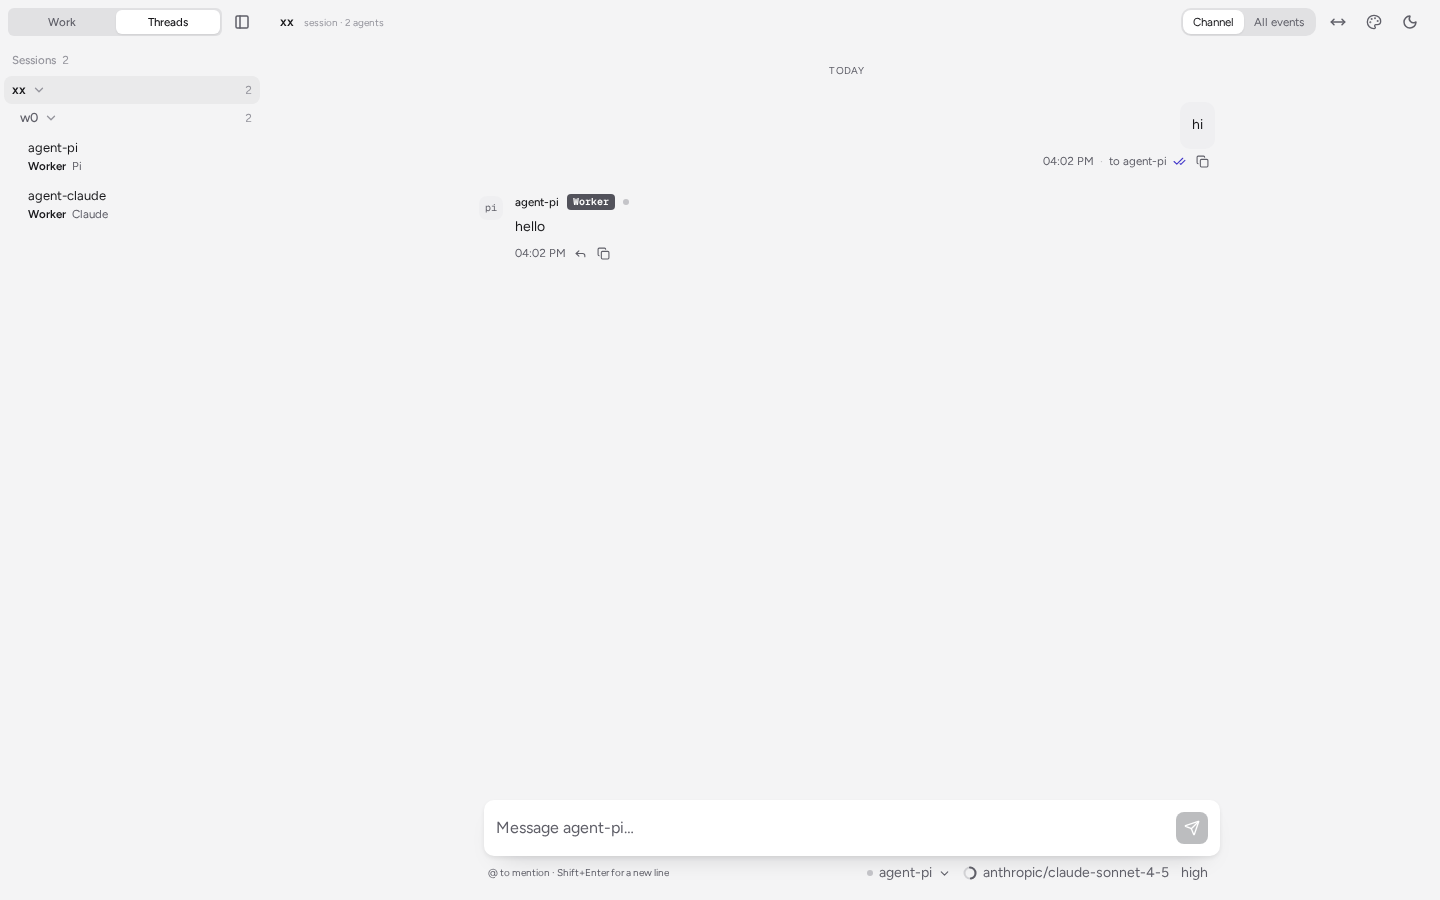 Work Threads
xx session · 2 agents
Channel All events
Sessions 2
xx 2
w0 2
agent-pi
Worker Pi
agent-claude
Worker Claude
TODAY
hi
04:02 PM · to agent-pi
pi agent-pi Worker
hello
04:02 PM
Message agent-pi...
@ to mention · Shift+Enter for a new line
agent-pi anthropic/claude-sonnet-4-5 high